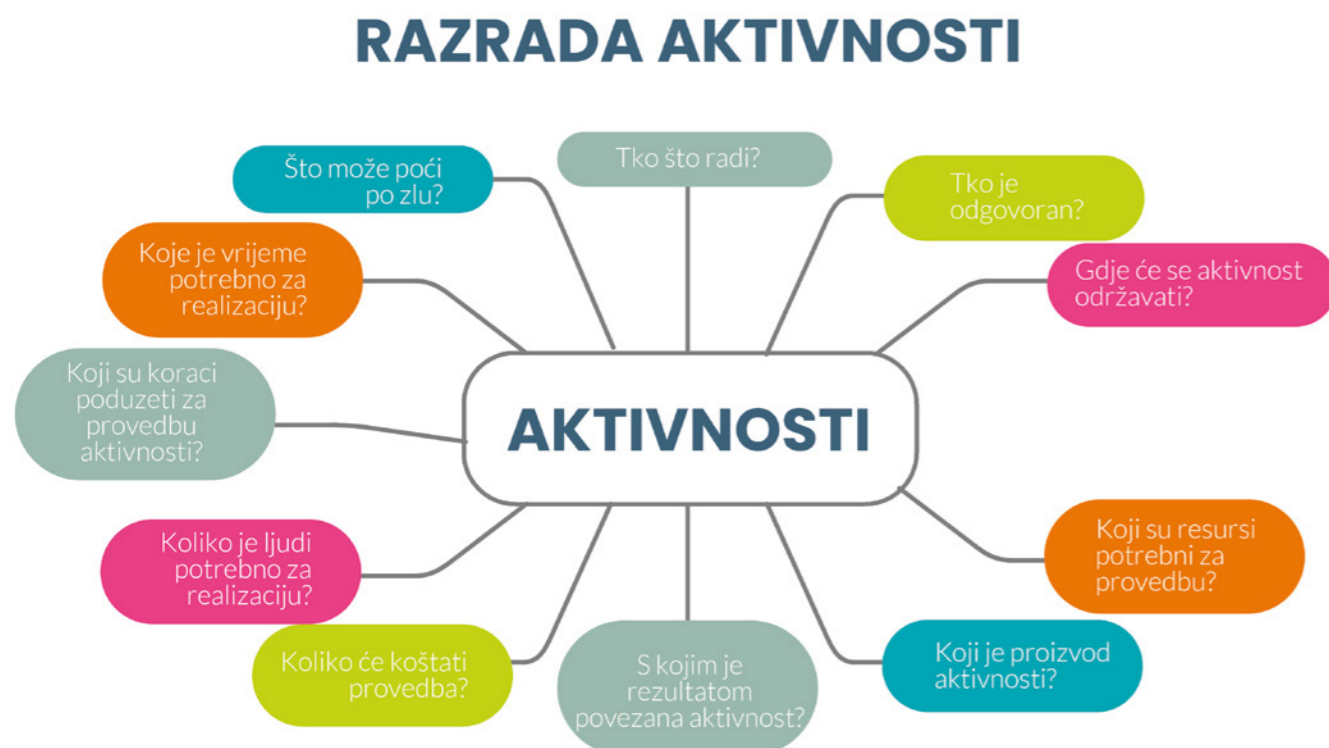 RAZRADA AKTIVNOSTI
Tko što radi?
Što može poći
po zlu?
Tko je
odgovoran?
Koje je vrijeme
potrebno za
realizaciju?
Gdje će se aktivnost
održavati?
Koji su koraci
poduzeti za
provedbu
aktivnosti?
AKTIVNOSTI
Koliko je ljudi
potrebno za
realizaciju?
Koji su resursi
potrebni za
provedbu?
Koliko će koštati
provedba?
S kojim je
rezultatom
povezana aktivnost?
Koji je proizvod
aktivnosti?